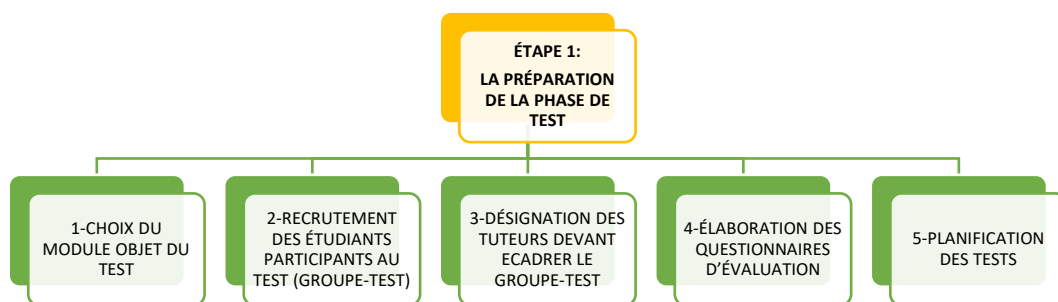 ÉTAPE 1:
LA PRÉPARATION
DE LA PHASE DE
TEST
1-CHOIX DU
MODULE OBJET DU
TEST
2-RECRUTEMENT
DES ÉTUDIANTS
PARTICIPANTS AU
TEST (GROUPE-TEST)
3-DÉSIGNATION DES
TUTEURS DEVANT
ECADRER LE
GROUPE-TEST
4-ÉLABORATION DES
QUESTIONNAIRES
D’ÉVALUATION
5-PLANIFICATION
DES TESTS